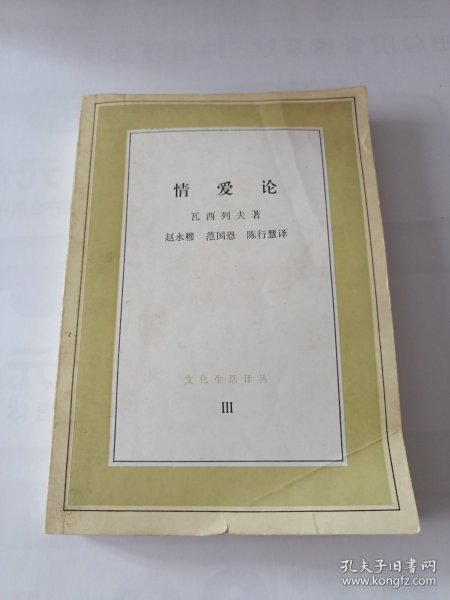 情爱论
瓦西列夫著
赵永穆 范国恩 陈行慧译
文化生活译丛
III
孔夫子旧书网
www.kongfz.com